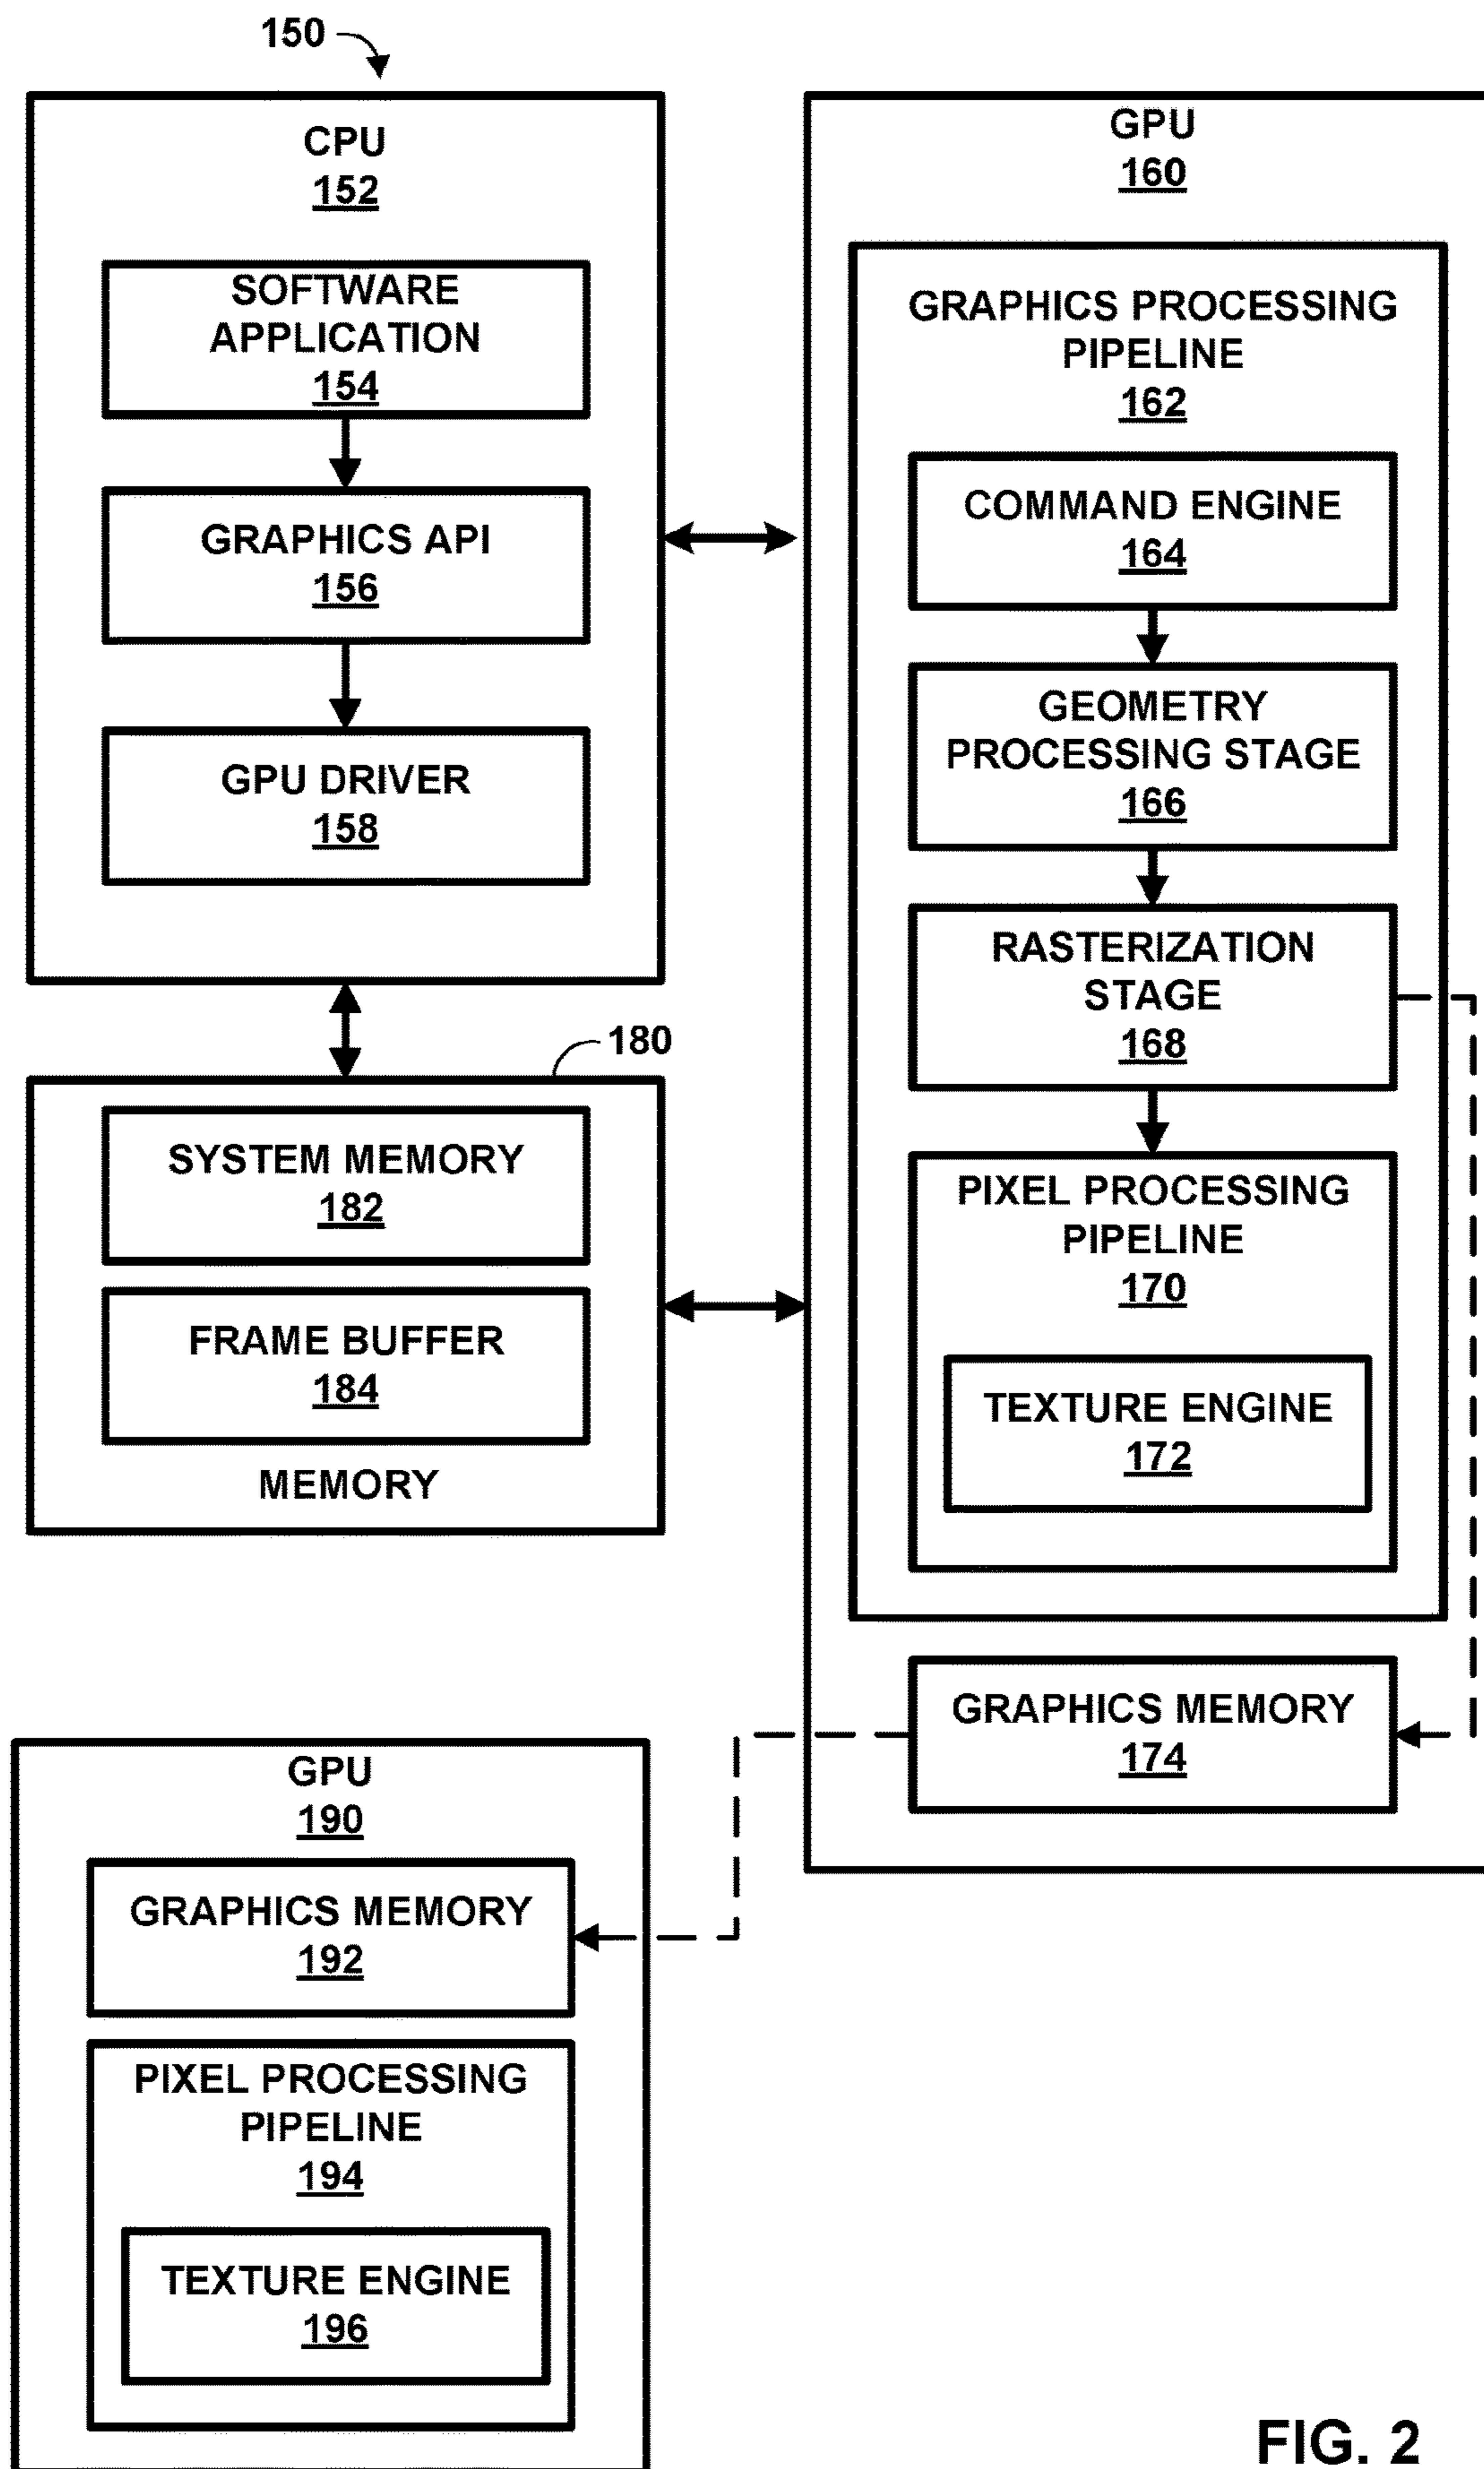 150
CPU
152
SOFTWARE
APPLICATION
154
GRAPHICS API
156
GPU DRIVER
158
180
SYSTEM MEMORY
182
FRAME BUFFER
184
MEMORY
GPU
160
GRAPHICS PROCESSING
PIPELINE
162
COMMAND ENGINE
164
GEOMETRY
PROCESSING STAGE
166
RASTERIZATION
STAGE
168
PIXEL PROCESSING
PIPELINE
170
TEXTURE ENGINE
172
GRAPHICS MEMORY
174
GPU
190
GRAPHICS MEMORY
192
PIXEL PROCESSING
PIPELINE
194
TEXTURE ENGINE
196
FIG. 2